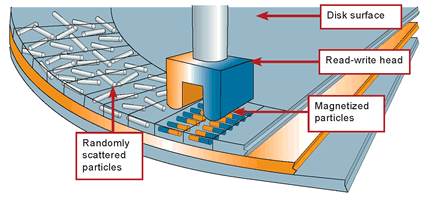 Disk surface
Read-write head
Magnetized
particles
Randomly
scattered
particles